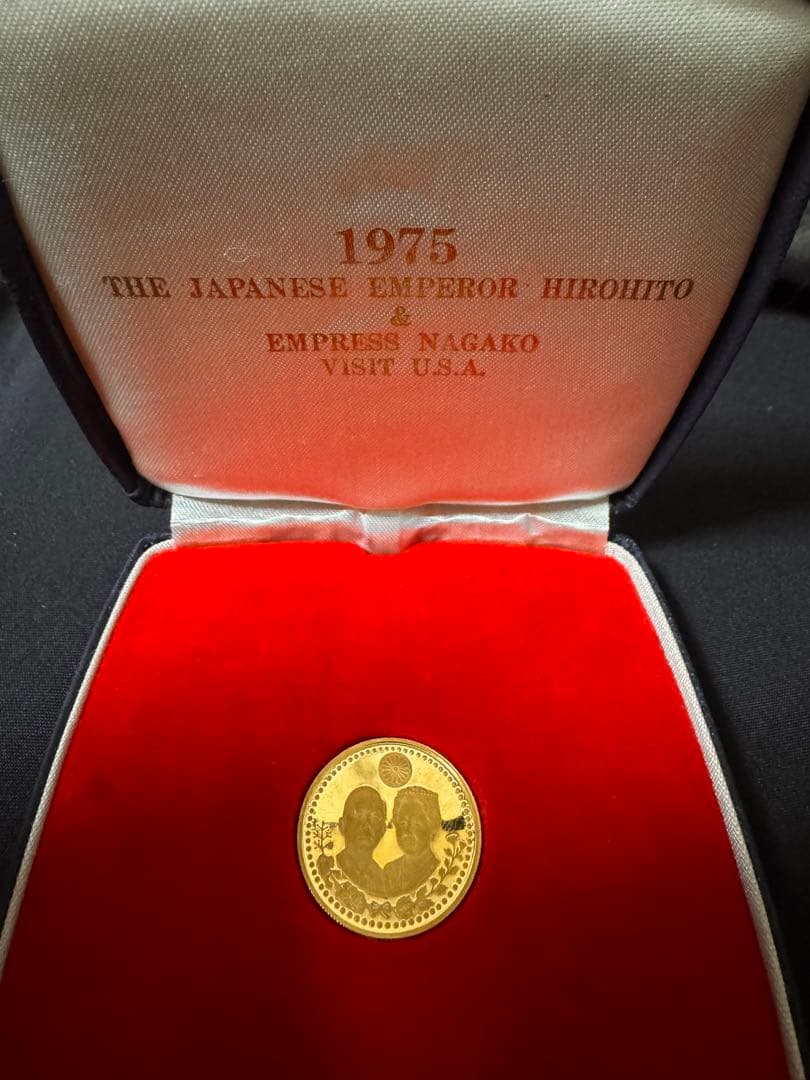 1975
THE JAPANESE EMPEROR HIROHITO
&
EMPRESS NAGAKO
VISIT U.S.A.